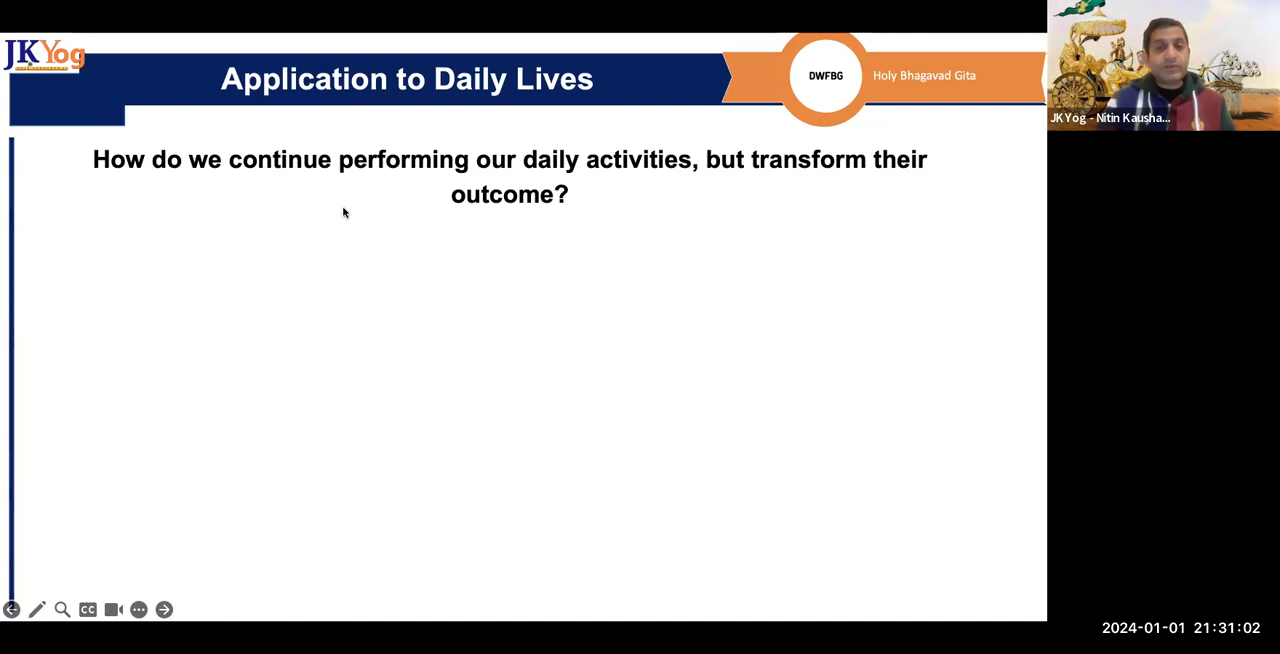 JKYog
Application to Daily Lives
DWFBG
Holy Bhagavad Gita
JKYog - Nitin Kausha...
How do we continue performing our daily activities, but transform their
outcome?
CC
2024-01-01 21:31:02